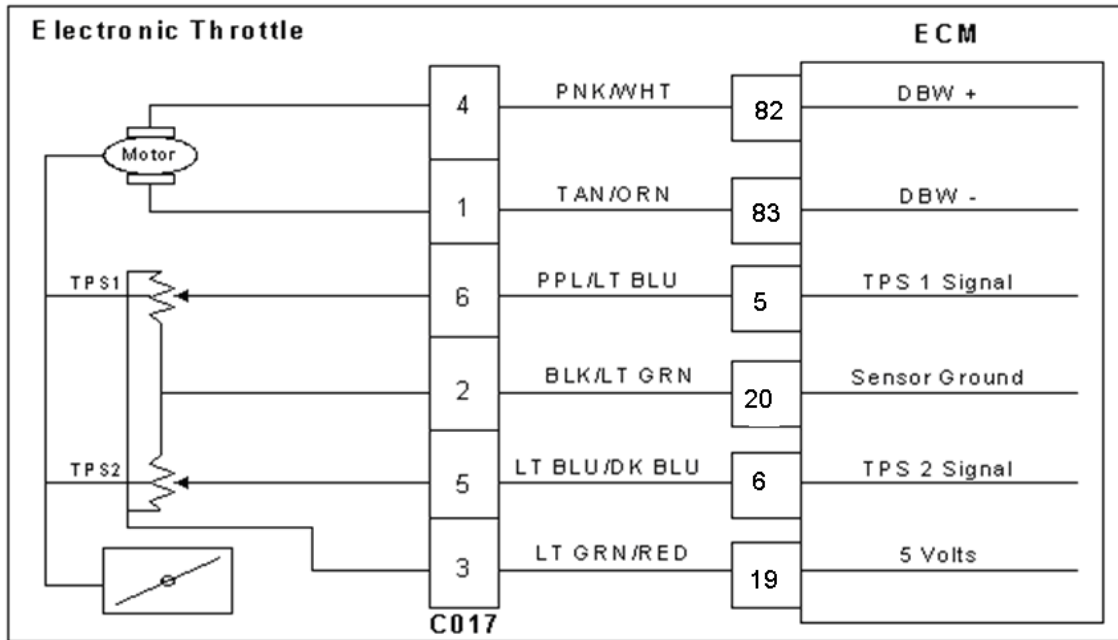 Electronic Throttle
ECM
4
PNK/WHT
82
DBW +
Motor
1
TAN/ORN
83
DBW -
TPS1
6
PPL/LT BLU
5
TPS 1 Signal
2
BLK/LT GRN
20
Sensor Ground
TPS2
5
LT BLU/DK BLU
6
TPS 2 Signal
3
LT GRN/RED
19
5 Volts
C017